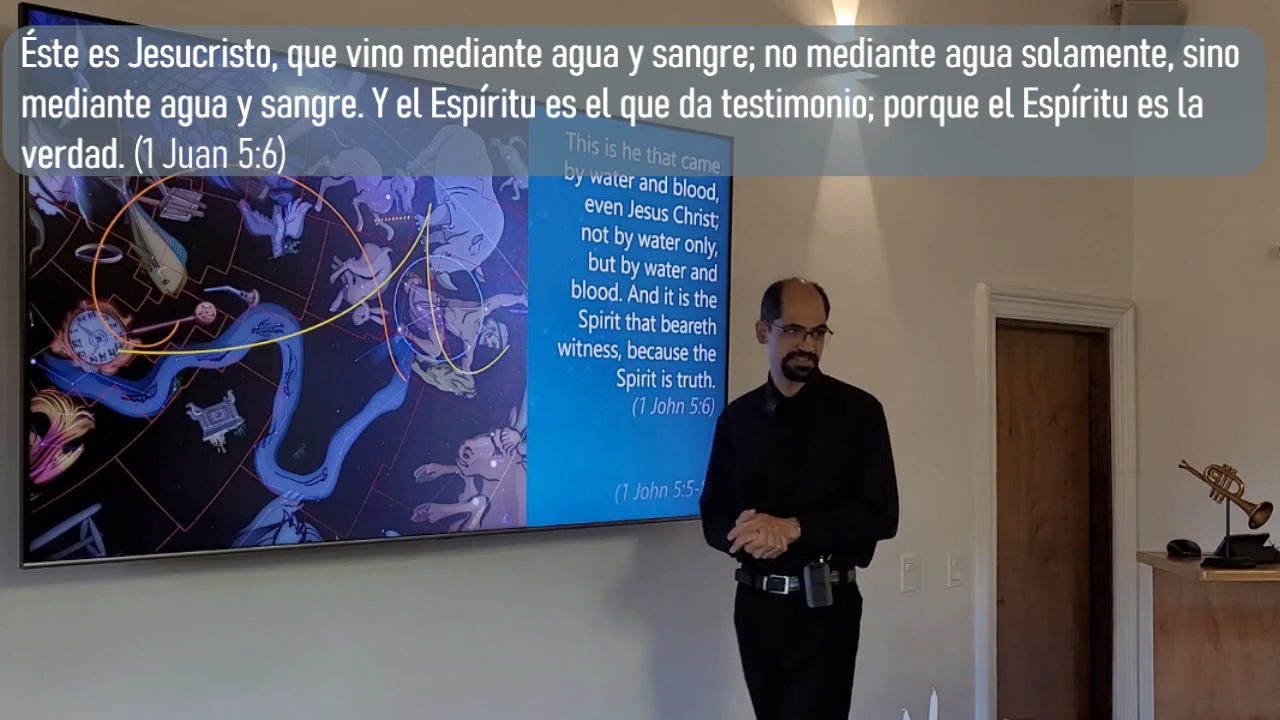 Éste es Jesucristo, que vino mediante agua y sangre; no mediante agua solamente, sino
mediante agua y sangre. Y el Espíritu es el que da testimonio; porque el Espíritu es la
verdad. (1 Juan 5:6)
This is he that came
by water and blood,
even Jesus Christ;
not by water only,
but by water and
blood. And it is the
Spirit that beareth
witness, because the
Spirit is truth.
(1 John 5:6)
(1 John 5:5-